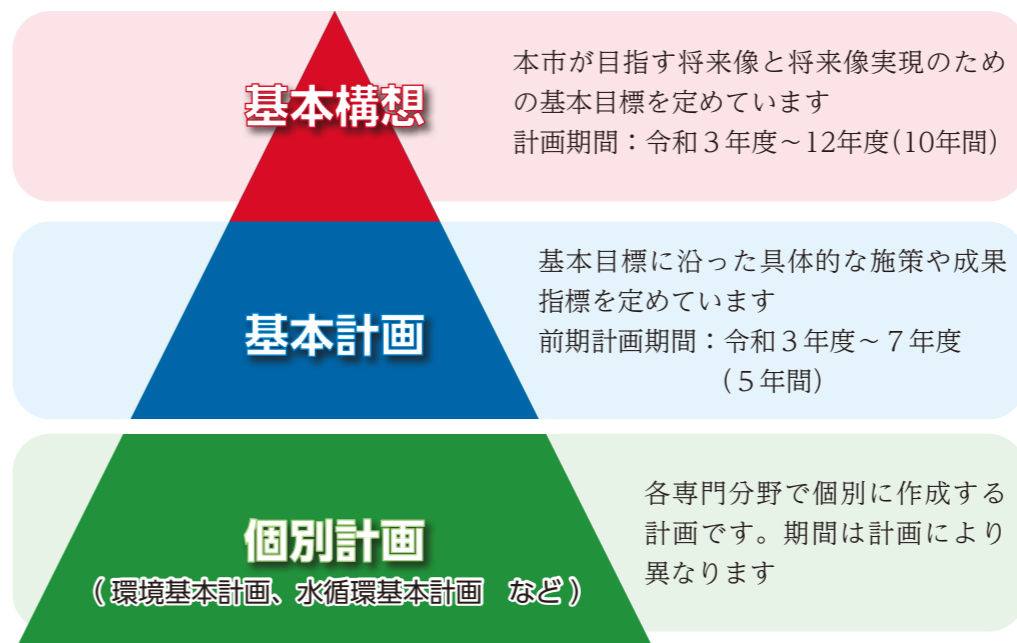 基本構想
本市が目指す将来像と将来像実現のため
の基本目標を定めています
計画期間：令和３年度～12年度(10年間)
基本計画
基本目標に沿った具体的な施策や成果
指標を定めています
前期計画期間：令和３年度～７年度
(５年間)
個別計画
(環境基本計画、水循環基本計画　など)
各専門分野で個別に作成する
計画です。期間は計画により
異なります